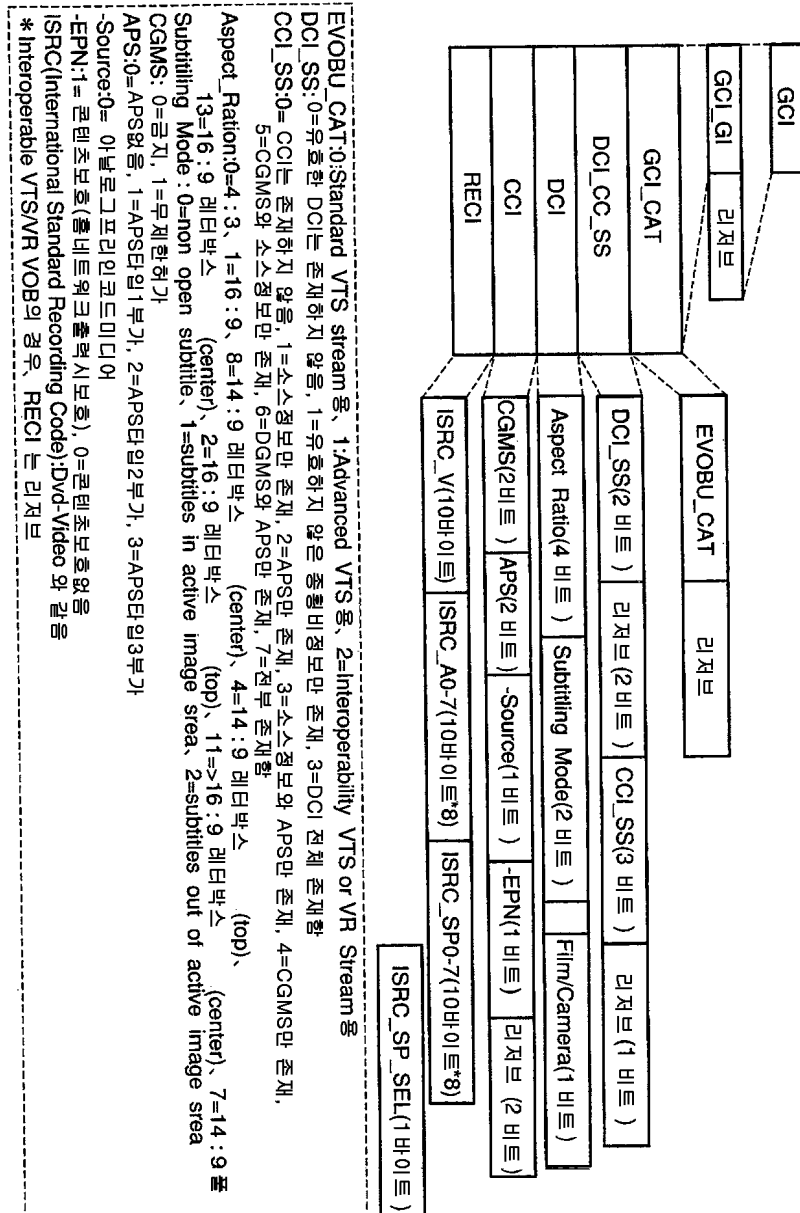 GCI
GCI_GI 리저브
GCI_CAT
DCI_CC_SS
DCI
CCI
RECI
EVOBU_CAT 리저브
DCI_SS(2 비트 ) 리저브 (2비트 ) CCI_SS(3 비트 ) 리저브 (1 비트 )
Aspect Ratio(4 비트 ) Subtitling Mode(2 비트 ) Film/Camera(1 비트 )
CGMS(2비트 ) APS(2 비트 ) -Source(1 비트 ) -EPN(1 비트 ) 리저브 (2 비트 )
ISRC_V(10바이트) ISRC_A0-7(10바이트*8) ISRC_SP0-7(10바이트*8)
ISRC_SP_SEL(1바이트 )
EVOBU_CAT:0:Standard VTS stream용、1:Advanced VTS용、2=Interoperability VTS or VR Stream용
DCI_SS: 0=유효한 DCI는 존재하지 않음, 1=유효하지 않은 종횡비정보만 존재, 3=DCI 전체 존재함
CCI_SS:0= CCI는 존재하지 않음, 1=소스정보만 존재, 2=APS만 존재, 3=소스정보와 APS만 존재, 4=CGMS만 존재,
5=CGMS와 소스정보만 존재, 6=DGMS와 APS만 존재, 7=전부 존재함
Aspect_Ration:0=4 : 3、1=16 : 9、8=14 : 9 레터박스 (center)、4=14 : 9 레터박스 (top)、
13=16 : 9 레터박스 (center)、2=16 : 9 레터박스 (top)、11=>16 : 9 레터박스 (center)、7=14 : 9 풀
Subtitiling Mode : 0=non open subtitle、1=subtitles in active image srea、2=subtitles out of active image srea
CGMS: 0=금지, 1=무제한허가
APS:0=APS없음, 1=APS타입1부가, 2=APS타입2부가, 3=APS타입3부가
-Source:0= 아날로그프리인코드미디어
-EPN:1= 콘텐츠보호(홈네트워크출력시보호), 0=콘텐츠보호없음
ISRC(International Standard Recording Code):Dvd-Video 와 같음
* Interoperable VTS/VR VOB의 경우、RECI 는 리저브